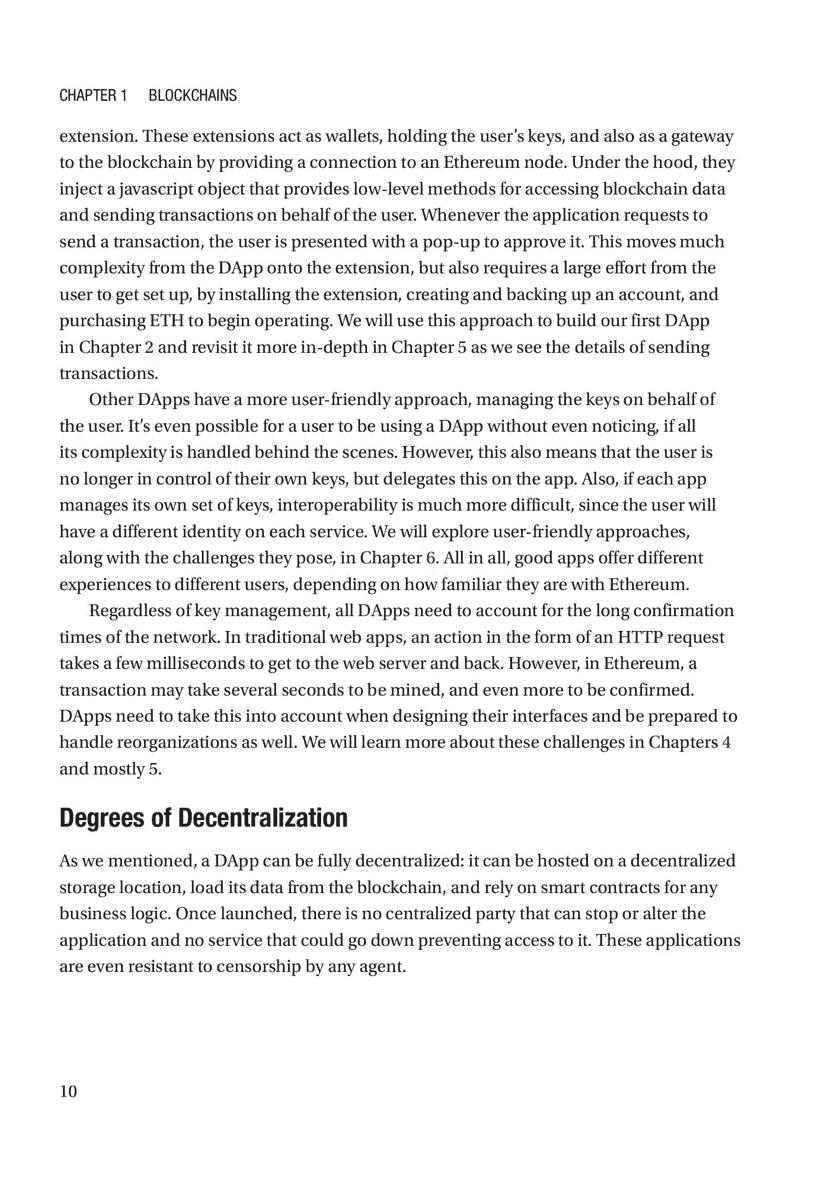 CHAPTER 1 BLOCKCHAINS
extension. These extensions act as wallets, holding the user’s keys, and also as a gateway
to the blockchain by providing a connection to an Ethereum node. Under the hood, they
inject a javascript object that provides low-level methods for accessing blockchain data
and sending transactions on behalf of the user. Whenever the application requests to
send a transaction, the user is presented with a pop-up to approve it. This moves much
complexity from the DApp onto the extension, but also requires a large effort from the
user to get set up, by installing the extension, creating and backing up an account, and
purchasing ETH to begin operating. We will use this approach to build our first DApp
in Chapter 2 and revisit it more in-depth in Chapter 5 as we see the details of sending
transactions.
Other DApps have a more user-friendly approach, managing the keys on behalf of
the user. It’s even possible for a user to be using a DApp without even noticing, if all
its complexity is handled behind the scenes. However, this also means that the user is
no longer in control of their own keys, but delegates this on the app. Also, if each app
manages its own set of keys, interoperability is much more difficult, since the user will
have a different identity on each service. We will explore user-friendly approaches,
along with the challenges they pose, in Chapter 6. All in all, good apps offer different
experiences to different users, depending on how familiar they are with Ethereum.
Regardless of key management, all DApps need to account for the long confirmation
times of the network. In traditional web apps, an action in the form of an HTTP request
takes a few milliseconds to get to the web server and back. However, in Ethereum, a
transaction may take several seconds to be mined, and even more to be confirmed.
DApps need to take this into account when designing their interfaces and be prepared to
handle reorganizations as well. We will learn more about these challenges in Chapters 4
and mostly 5.
Degrees of Decentralization
As we mentioned, a DApp can be fully decentralized: it can be hosted on a decentralized
storage location, load its data from the blockchain, and rely on smart contracts for any
business logic. Once launched, there is no centralized party that can stop or alter the
application and no service that could go down preventing access to it. These applications
are even resistant to censorship by any agent.
10